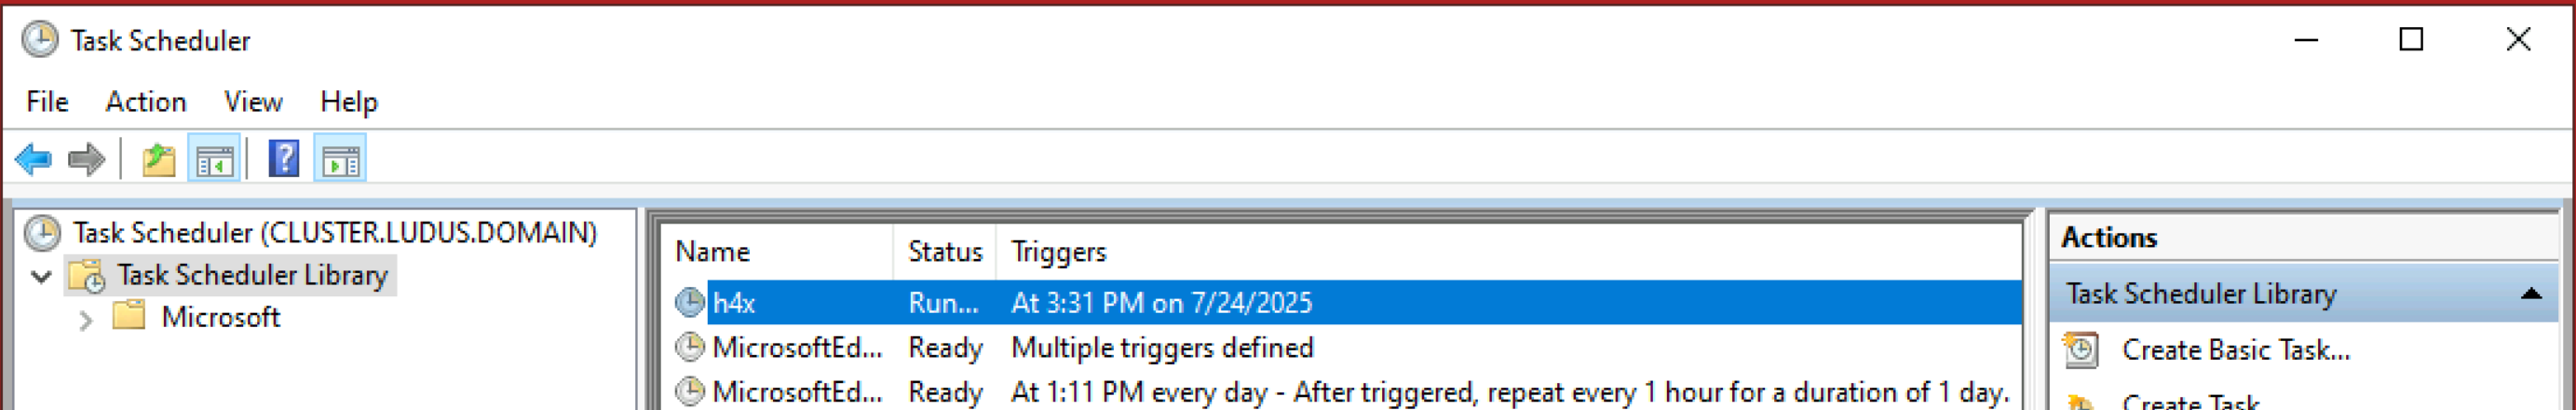 Task Scheduler
File Action View Help
Task Scheduler (CLUSTER.LUDUS.DOMAIN)
Task Scheduler Library
Microsoft
Name Status Triggers
h4x Run... At 3:31 PM on 7/24/2025
MicrosoftEd... Ready Multiple triggers defined
MicrosoftEd... Ready At 1:11 PM every day - After triggered, repeat every 1 hour for a duration of 1 day.
Actions
Task Scheduler Library
Create Basic Task...
Create Task